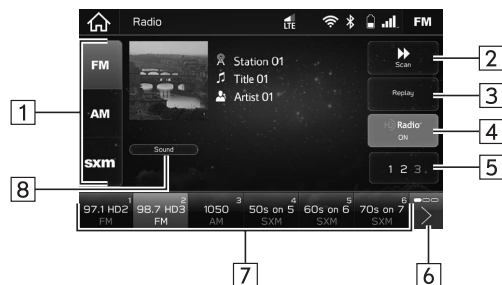 Radio LTE FM
FM
AM
sxm
Station 01
Title 01
Artist 01
Sound
Scan
Replay
HD Radio
ON
1 2 3
1 2 3 4 5 6
97.1 HD2 98.7 HD3 1050 50s on 5 60s on 6 70s on 7
FM FM AM SXM SXM SXM
1
2
3
4
5
8
7
6